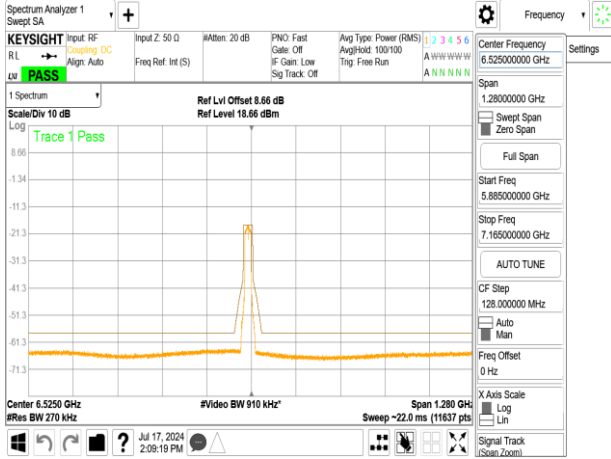 Spectrum Analyzer 1
Swept SA
Frequency
KEYSIGHT
RL
PASS
Input: RF
Coupling: DC
Align: Auto
Input Z: 50 Ω
Freq Ref: Int (S)
#Atten: 20 dB
PNO: Fast
Gate: Off
IF Gain: Low
Sig Track: Off
Avg Type: Power (RMS)
Avg|Hold: 100/100
Trig: Free Run
1 2 3 4 5 6
A W W W W W
A N N N N N
Settings
1 Spectrum
Scale/Div 10 dB
Ref Lvl Offset 8.66 dB
Ref Level 18.66 dBm
Log
Trace 1 Pass
8.66
-1.34
-11.3
-21.3
-31.3
-41.3
-51.3
-61.3
-71.3
Center 6.5250 GHz
#Res BW 270 kHz
#Video BW 910 kHz*
Span 1.280 GHz
Sweep ~22.0 ms (11637 pts
Center Frequency
6.525000000 GHz
Span
1.28000000 GHz
Swept Span
Zero Span
Full Span
Start Freq
5.885000000 GHz
Stop Freq
7.165000000 GHz
AUTO TUNE
CF Step
128.000000 MHz
Auto
Man
Freq Offset
0 Hz
X Axis Scale
Log
Lin
Signal Track
(Span Zoom)
Jul 17, 2024
2:09:19 PM